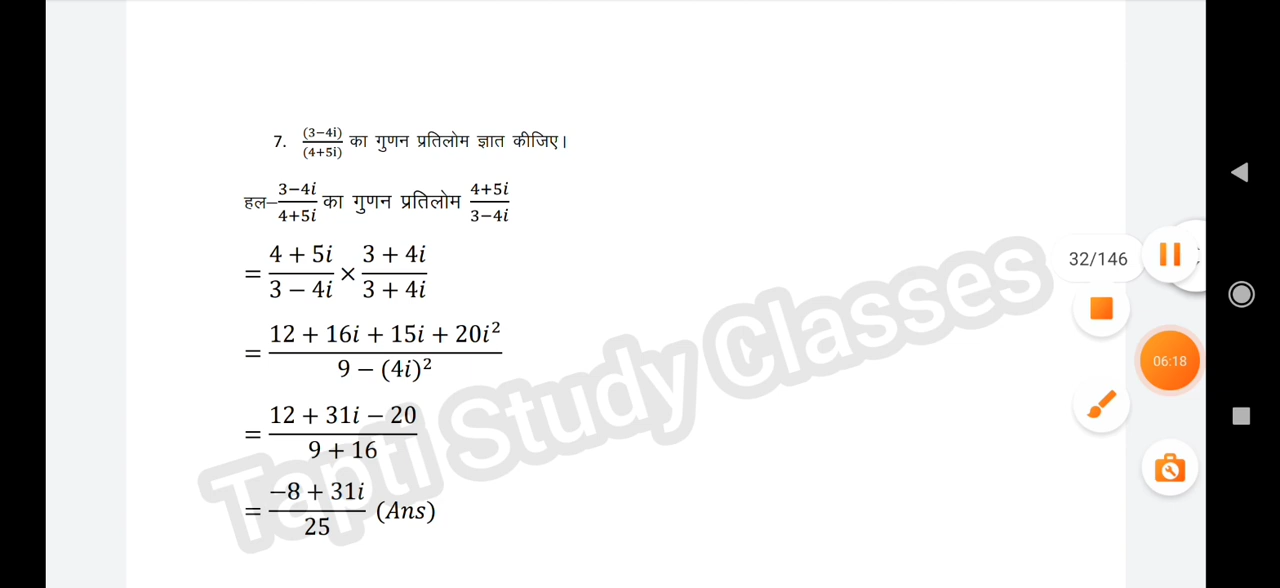 7. (3−4i)/(4+5i) का गुणन प्रतिलोम ज्ञात कीजिए।
हल– 3−4i/4+5i का गुणन प्रतिलोम 4+5i/3−4i
= 4 + 5i/3 − 4i × 3 + 4i/3 + 4i
= 12 + 16i + 15i + 20i²/9 − (4i)²
= 12 + 31i − 20/9 + 16
= −8 + 31i/25 (Ans)
Tapti Study Classes
32/146
06:18